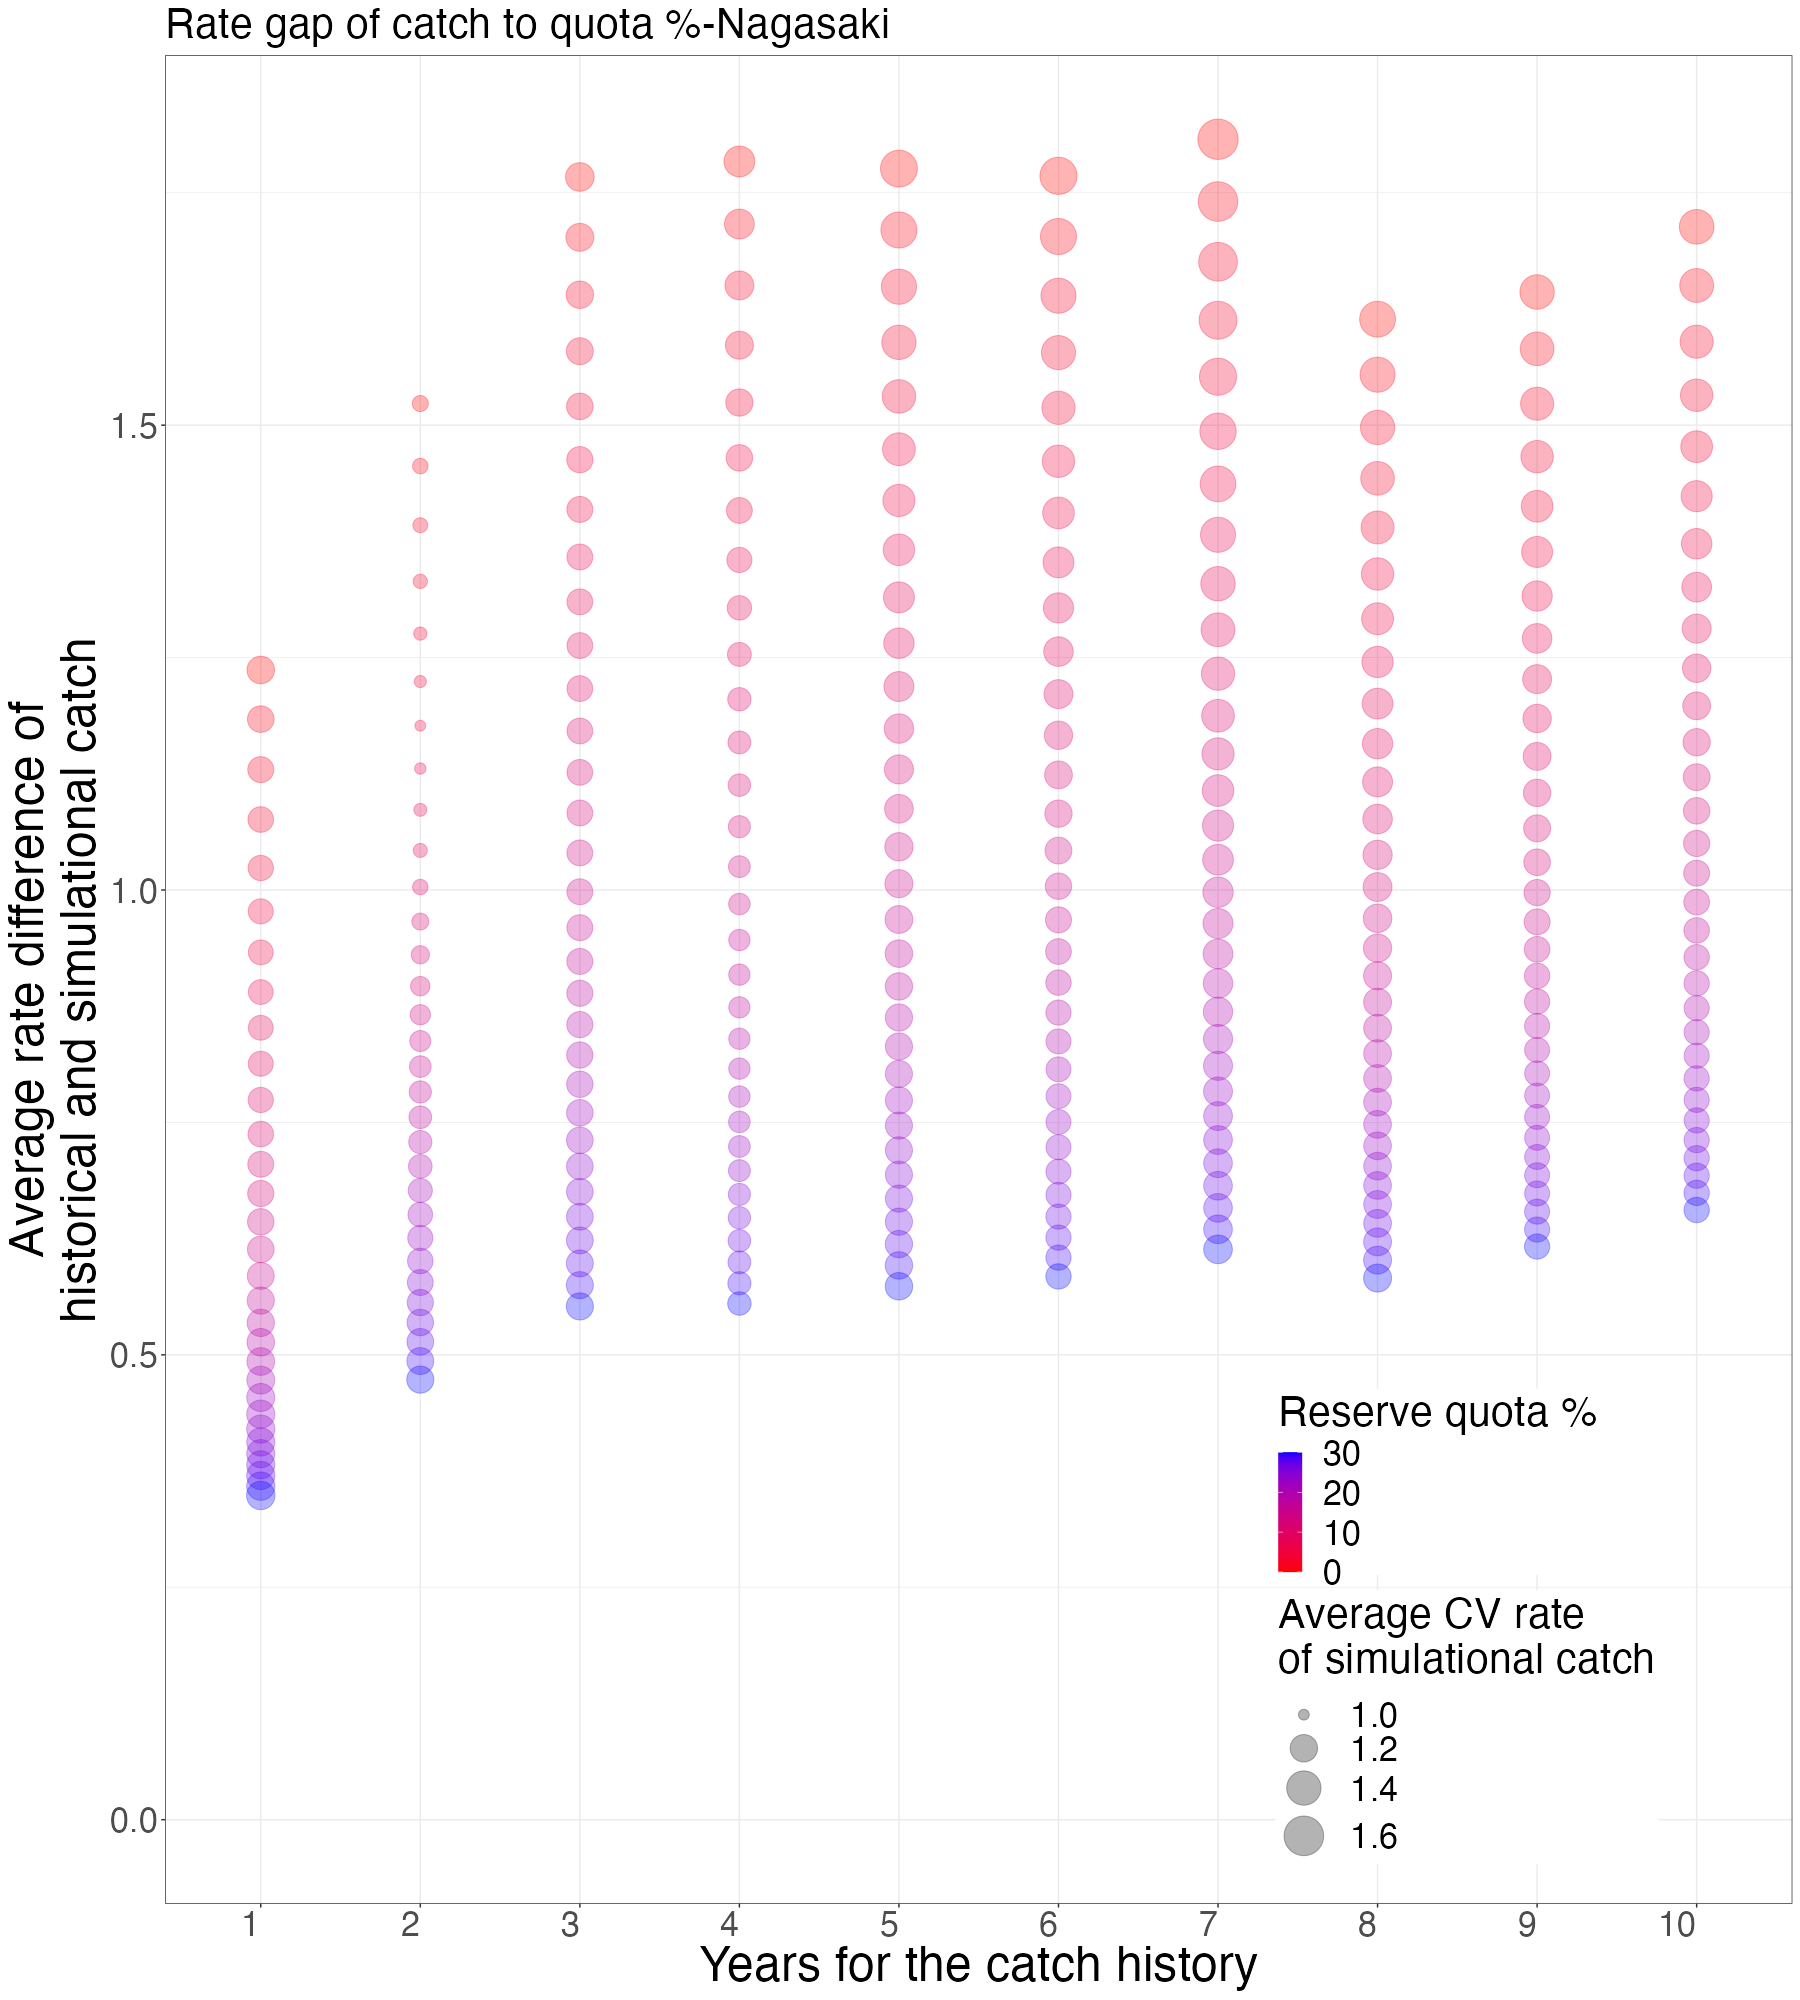 Rate gap of catch to quota %-Nagasaki
Average rate difference of
historical and simulational catch
1.5
1.0
0.5
0.0
Reserve quota %
30
20
10
0
Average CV rate
of simulational catch
1.0
1.2
1.4
1.6
1 2 3 4 5 6 7 8 9 10
Years for the catch history